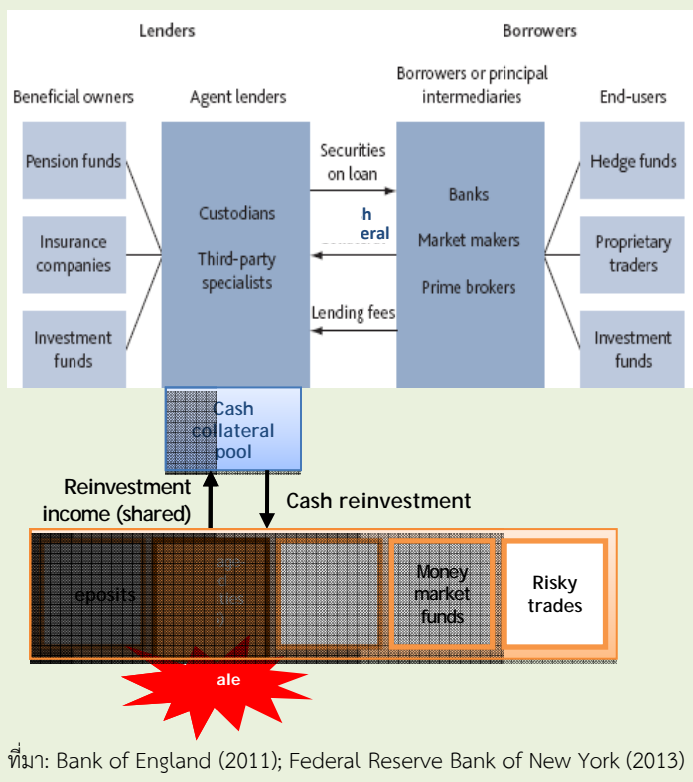 Lenders
Borrowers
Beneficial owners
Agent lenders
Borrowers or principal
intermediaries
End-users
Pension funds
Insurance
companies
Investment
funds
Custodians
Third-party
specialists
Securities
on loan
h
eral
Lending fees
Banks
Market makers
Prime brokers
Hedge funds
Proprietary
traders
Investment
funds
Cash
collateral
pool
Reinvestment
income (shared)
Cash reinvestment
eposits
Money
market
funds
Risky
trades
ale
ที่มา: Bank of England (2011); Federal Reserve Bank of New York (2013)